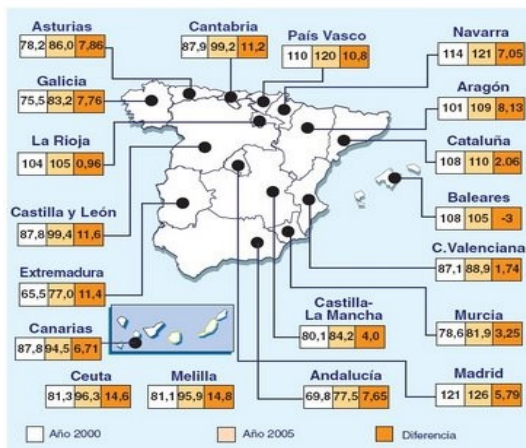 Asturias
78,2 86,0 7,86
Cantabria
87,9 99,2 11,2
País Vasco
110 120 10,8
Navarra
114 121 7,05
Galicia
75,5 83,2 7,76
Aragón
101 109 8,13
La Rioja
104 105 0,96
Cataluña
108 110 2.06
Castilla y León
87,8 99,4 11,6
Baleares
108 105 -3
Extremadura
65,5 77,0 11,4
C.Valenciana
87,1 88,9 1,74
Canarias
87,8 94,5 6,71
Castilla-
La Mancha
80,1 84,2 4,0
Murcia
78,6 81,9 3,25
Ceuta
81,3 96,3 14,6
Melilla
81,1 95,9 14,8
Andalucía
69,8 77,5 7,65
Madrid
121 126 5,79
Año 2000 Año 2005 Diferencia